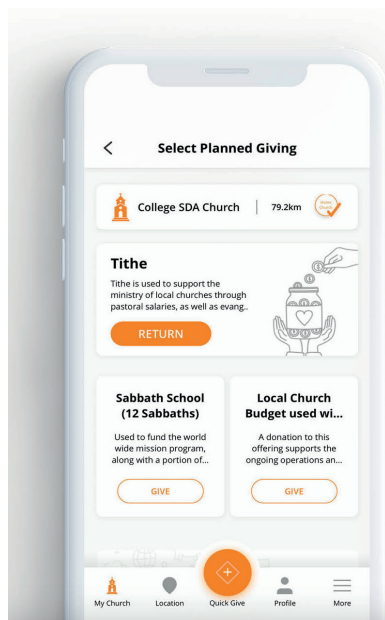 Select Planned Giving
College SDA Church | 79.2km
Home
Church
Tithe
Tithe is used to support the
ministry of local churches through
pastoral salaries, as well as evang..
RETURN
Sabbath School
(12 Sabbaths)
Used to fund the world
wide mission program,
along with a portion of...
GIVE
Local Church
Budget used wi...
A donation to this
offering supports the
ongoing operations an...
GIVE
My Church
Location
Quick Give
Profile
More